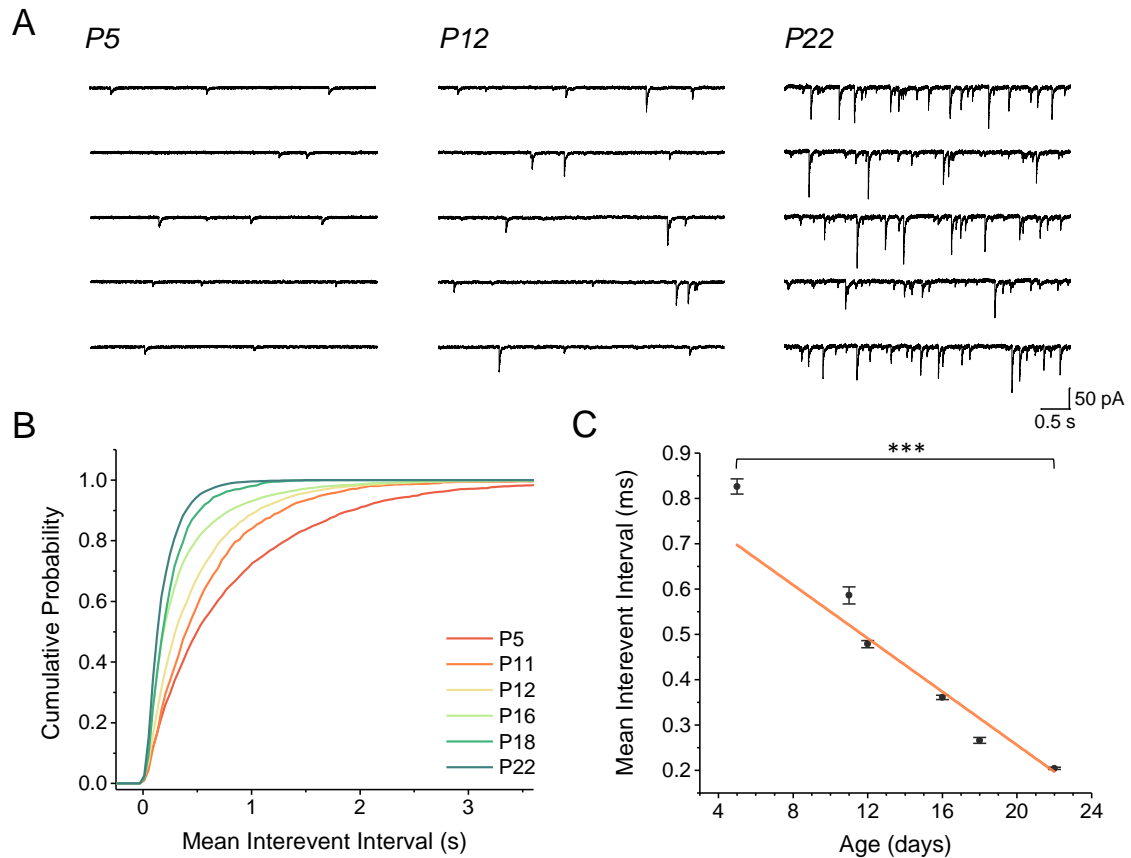 A
P5
P12
P22
50 pA
0.5 s
B
1.0
0.8
0.6
0.4
0.2
0.0
Cumulative Probability
P5
P11
P12
P16
P18
P22
0 1 2 3
Mean Interevent Interval (s)
C
***
0.9
0.8
0.7
0.6
0.5
0.4
0.3
0.2
Mean Interevent Interval (ms)
4 8 12 16 20 24
Age (days)